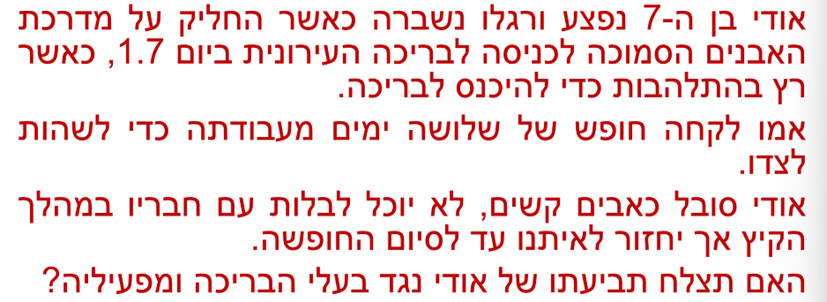 אודי בן ה-7 נפצע ורגלו נשברה כאשר החליק על מדרכת
האבנים הסמוכה לכניסה לבריכה העירונית ביום 1.7, כאשר
רץ בהתלהבות כדי להיכנס לבריכה.
אמו לקחה חופש של שלושה ימים מעבודתה כדי לשהות
לצדו.
אודי סובל כאבים קשים, לא יוכל לבלות עם חבריו במהלך
הקיץ אך יחזור לאיתנו עד לסיום החופשה.
האם תצלח תביעתו של אודי נגד בעלי הבריכה ומפעיליה?